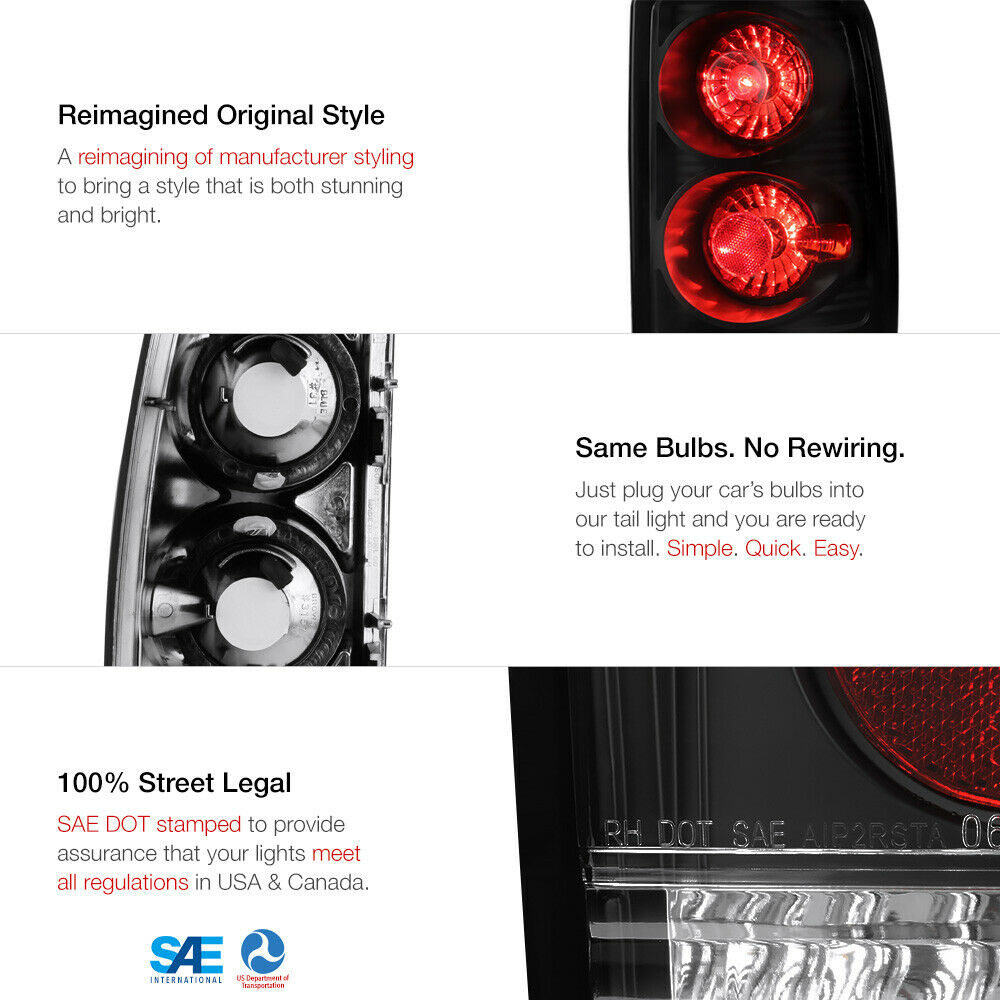 Reimagined Original Style
A reimagining of manufacturer styling
to bring a style that is both stunning
and bright.
Same Bulbs. No Rewiring.
Just plug your car's bulbs into
our tail light and you are ready
to install. Simple. Quick. Easy.
100% Street Legal
SAE DOT stamped to provide
assurance that your lights meet
all regulations in USA & Canada.
SAE
INTERNATIONAL
US Department of
Transportation
RH DOT SAE AIP2RSTA 06